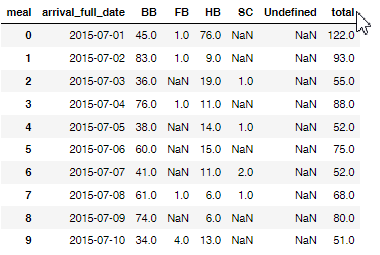 meal arrival_full_date BB FB HB SC Undefined total
0 2015-07-01 45.0 1.0 76.0 NaN NaN 122.0
1 2015-07-02 83.0 1.0 9.0 NaN NaN 93.0
2 2015-07-03 36.0 NaN 19.0 1.0 NaN 55.0
3 2015-07-04 76.0 1.0 11.0 NaN NaN 88.0
4 2015-07-05 38.0 NaN 14.0 1.0 NaN 52.0
5 2015-07-06 60.0 NaN 15.0 NaN NaN 75.0
6 2015-07-07 41.0 NaN 11.0 2.0 NaN 52.0
7 2015-07-08 61.0 1.0 6.0 1.0 NaN 68.0
8 2015-07-09 74.0 NaN 6.0 NaN NaN 80.0
9 2015-07-10 34.0 4.0 13.0 NaN NaN 51.0